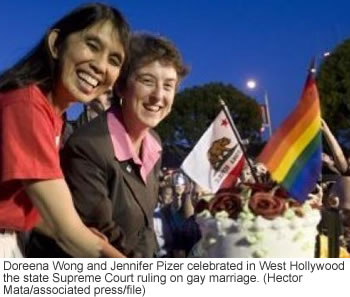 Doreena Wong and Jennifer Pizer celebrated in West Hollywood
the state Supreme Court ruling on gay marriage. (Hector
Mata/associated press/file)